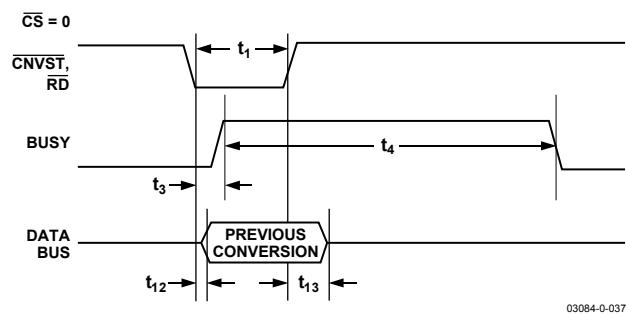 CS = 0
CNVST,
RD
t1
BUSY
t4
t3
DATA
BUS
PREVIOUS
CONVERSION
t12
t13
03084-0-037